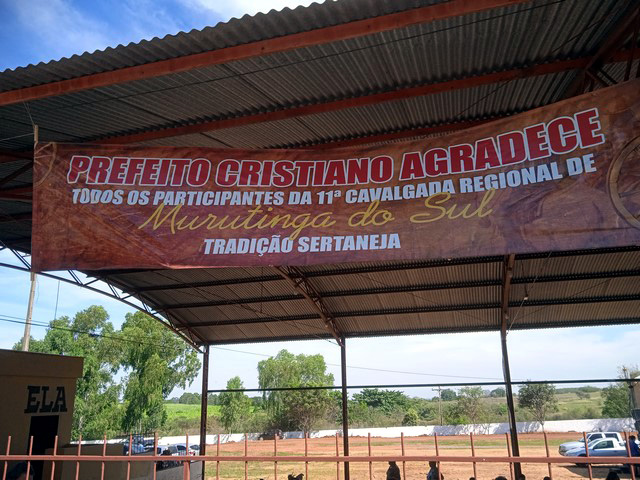 PREFEITO CRISTIANO AGRADECE
TODOS OS PARTICIPANTES DA 11ª CAVALGADA REGIONAL DE
Murutinga do Sul
TRADIÇÃO SERTANEJA
ELA